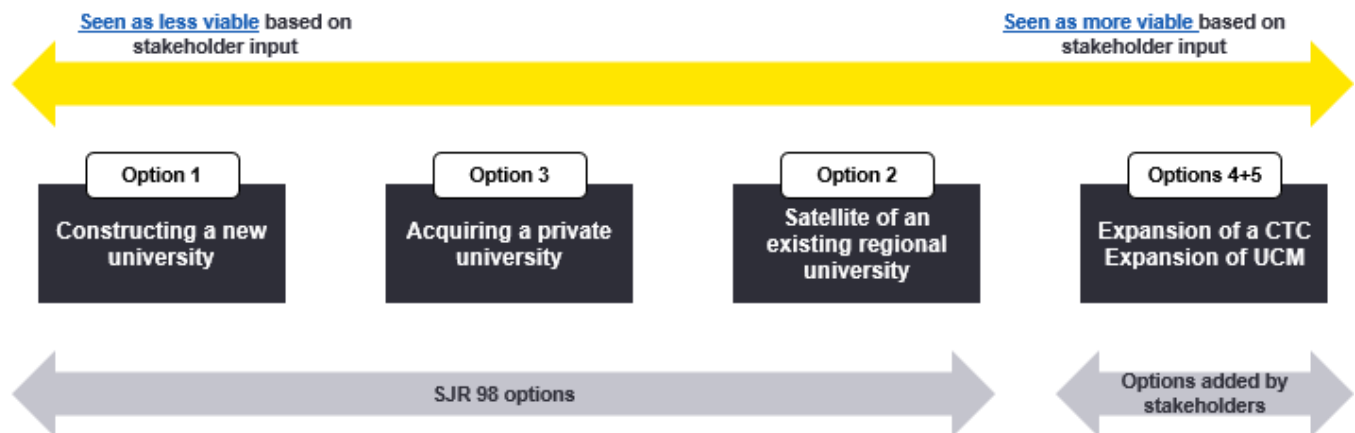 Seen as less viable based on
stakeholder input
Seen as more viable based on
stakeholder input
Option 1
Constructing a new
university
Option 3
Acquiring a private
university
Option 2
Satellite of an
existing regional
university
Options 4+5
Expansion of a CTC
Expansion of UCM
SJR 98 options
Options added by
stakeholders